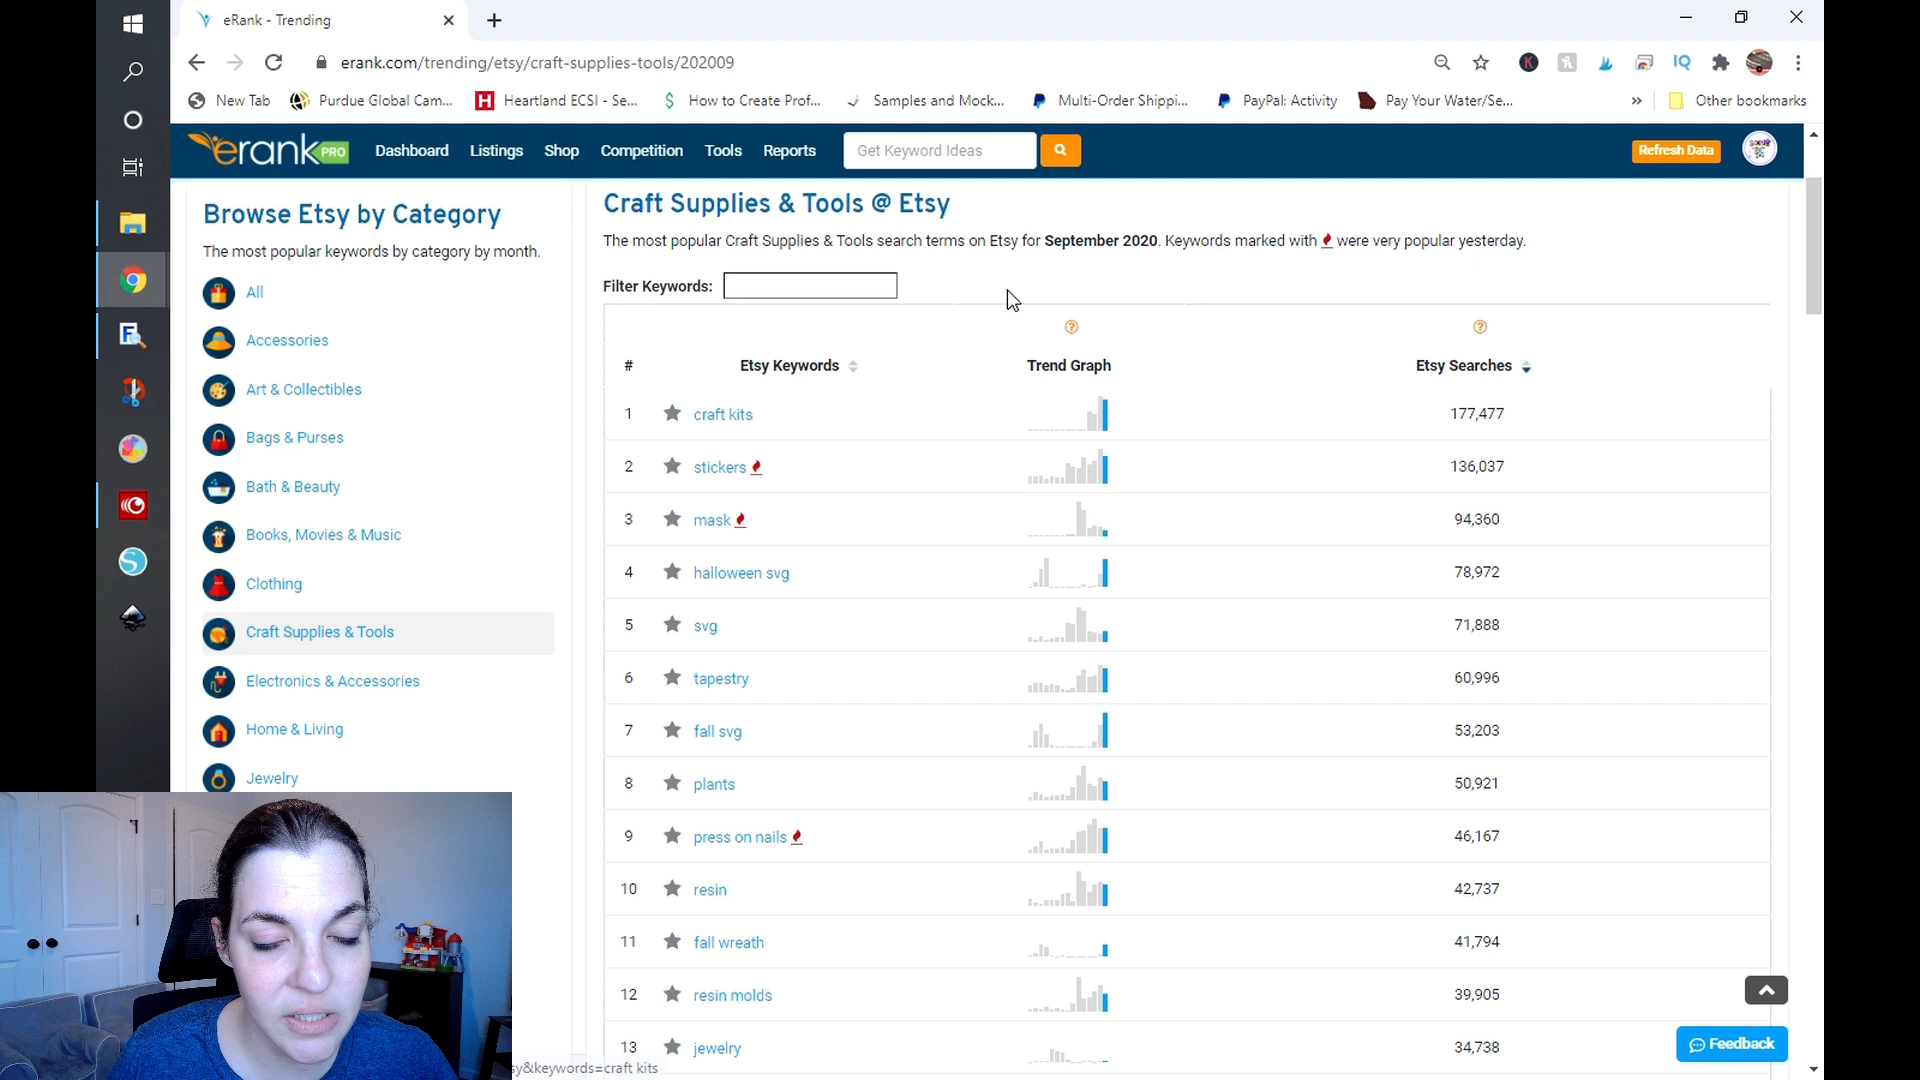 eRank - Trending
erank.com/trending/etsy/craft-supplies-tools/202009
New Tab
Purdue Global Cam...
Heartland ECSI - Se...
How to Create Prof...
Samples and Mock...
Multi-Order Shippi...
PayPal: Activity
Pay Your Water/Se...
Other bookmarks
erank PRO
Dashboard
Listings
Shop
Competition
Tools
Reports
Get Keyword Ideas
Refresh Data
Browse Etsy by Category
The most popular keywords by category by month.
All
Accessories
Art & Collectibles
Bags & Purses
Bath & Beauty
Books, Movies & Music
Clothing
Craft Supplies & Tools
Electronics & Accessories
Home & Living
Jewelry
Craft Supplies & Tools @ Etsy
The most popular Craft Supplies & Tools search terms on Etsy for September 2020. Keywords marked with were very popular yesterday.
Filter Keywords:
# Etsy Keywords Trend Graph Etsy Searches
1 craft kits 177,477
2 stickers 136,037
3 mask 94,360
4 halloween svg 78,972
5 svg 71,888
6 tapestry 60,996
7 fall svg 53,203
8 plants 50,921
9 press on nails 46,167
10 resin 42,737
11 fall wreath 41,794
12 resin molds 39,905
13 jewelry 34,738
Feedback
sy&keywords=craft kits